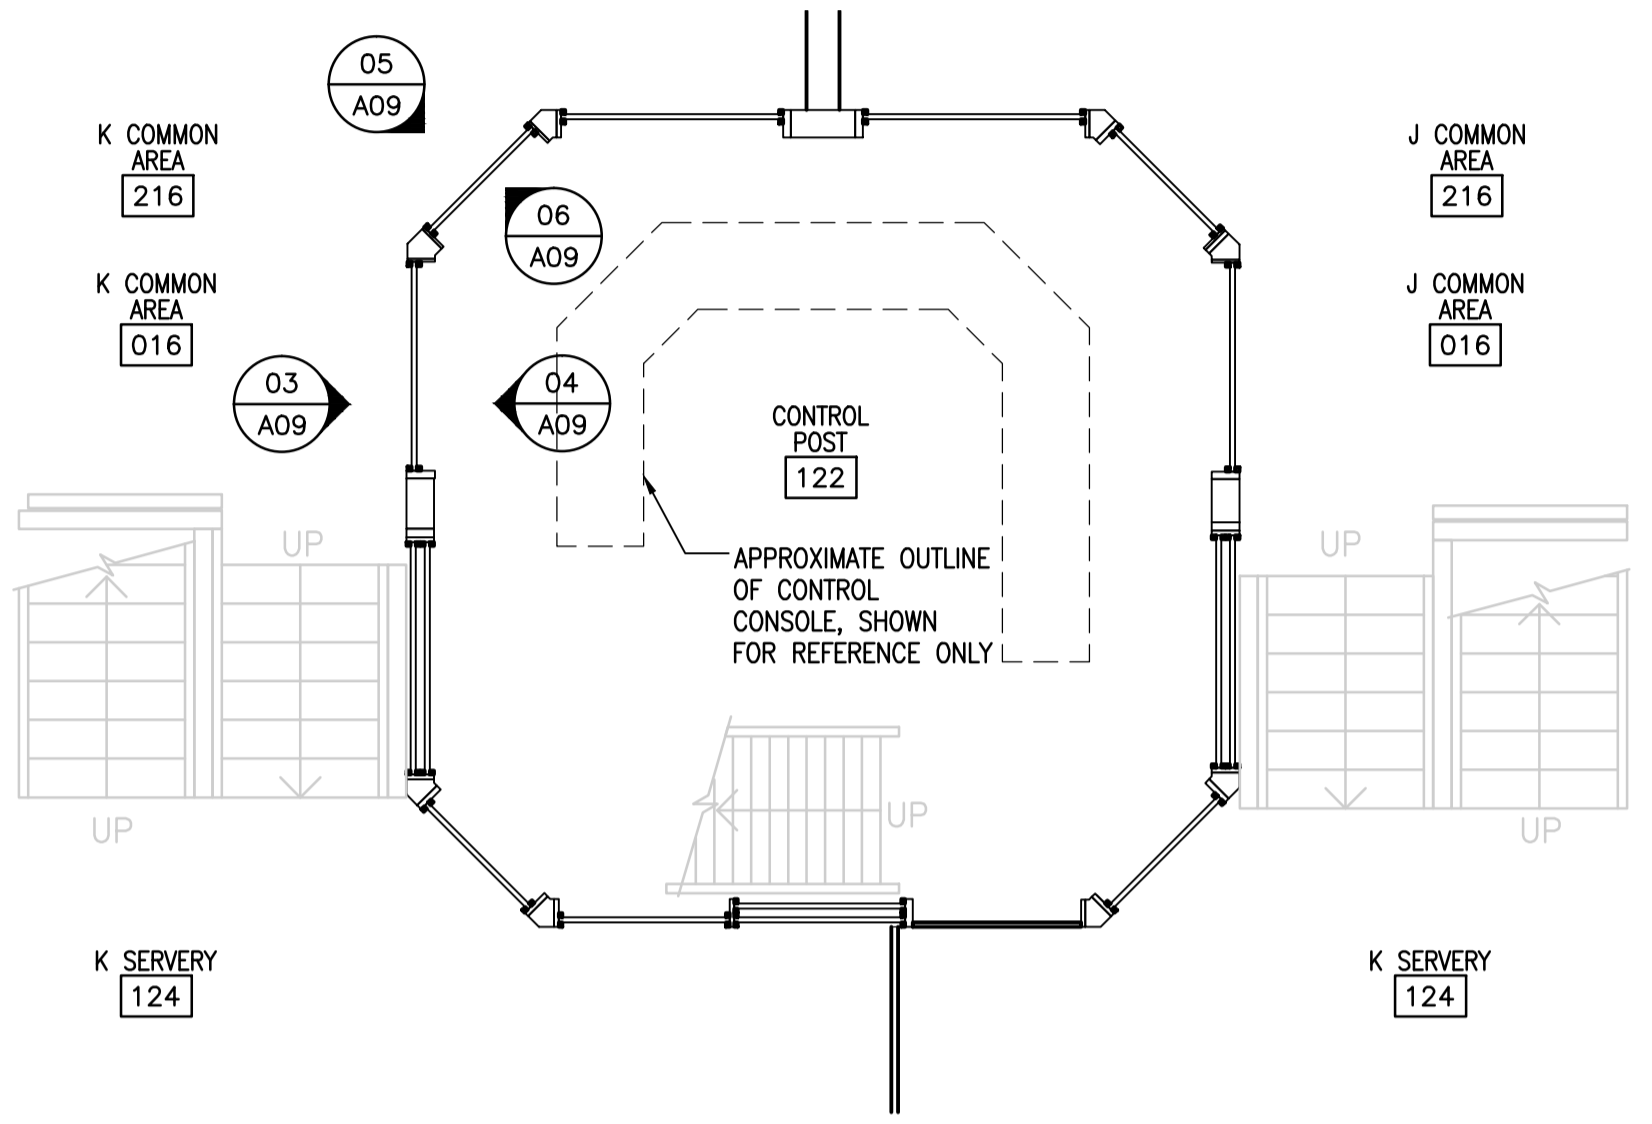 05
A09
K COMMON
AREA
216
J COMMON
AREA
216
06
A09
K COMMON
AREA
016
J COMMON
AREA
016
03
A09
04
A09
CONTROL
POST
122
UP
UP
APPROXIMATE OUTLINE
OF CONTROL
CONSOLE, SHOWN
FOR REFERENCE ONLY
UP
UP
UP
K SERVERY
124
K SERVERY
124